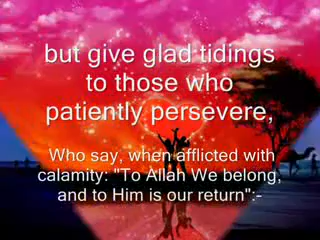 but give glad tidings
to those who
patiently persevere,
Who say, when afflicted with
calamity: "To Allah We belong,
and to Him is our return":-